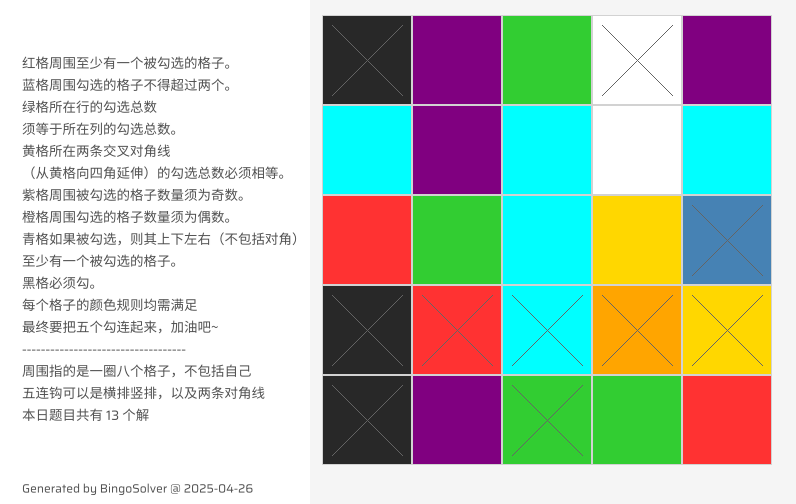 红格周围至少有一个被勾选的格子。
蓝格周围勾选的格子不得超过两个。
绿格所在行的勾选总数
须等于所在列的勾选总数。
黄格所在两条交叉对角线
（从黄格向四角延伸）的勾选总数必须相等。
紫格周围被勾选的格子数量须为奇数。
橙格周围勾选的格子数量须为偶数。
青格如果被勾选，则其上下左右（不包括对角）
至少有一个被勾选的格子。
黑格必须勾。
每个格子的颜色规则均需满足
最终要把五个勾连起来，加油吧~
-----------------------------------
周围指的是一圈八个格子，不包括自己
五连钩可以是横排竖排，以及两条对角线
本日题目共有 13 个解
Generated by BingoSolver @ 2025-04-26